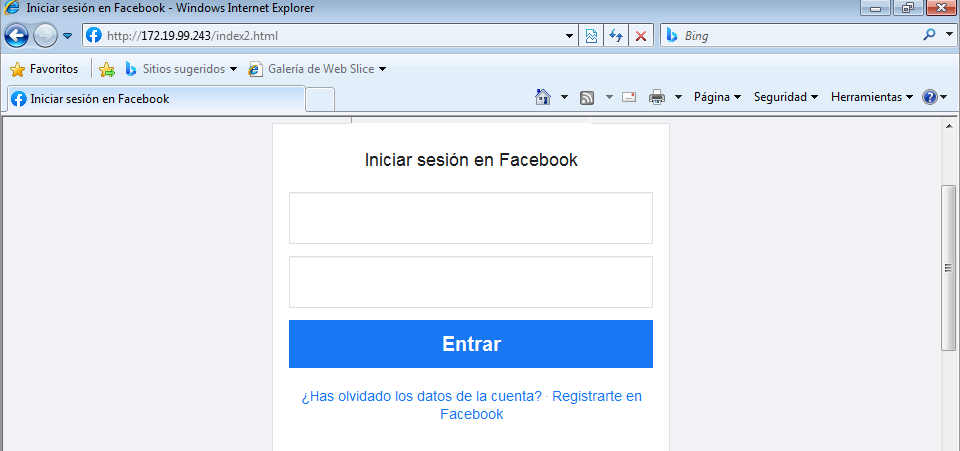 Iniciar sesión en Facebook - Windows Internet Explorer
http://172.19.99.243/index2.html
Bing
Favoritos
Sitios sugeridos
Galería de Web Slice
Iniciar sesión en Facebook
Página
Seguridad
Herramientas
Iniciar sesión en Facebook
Entrar
¿Has olvidado los datos de la cuenta? · Registrarte en
Facebook